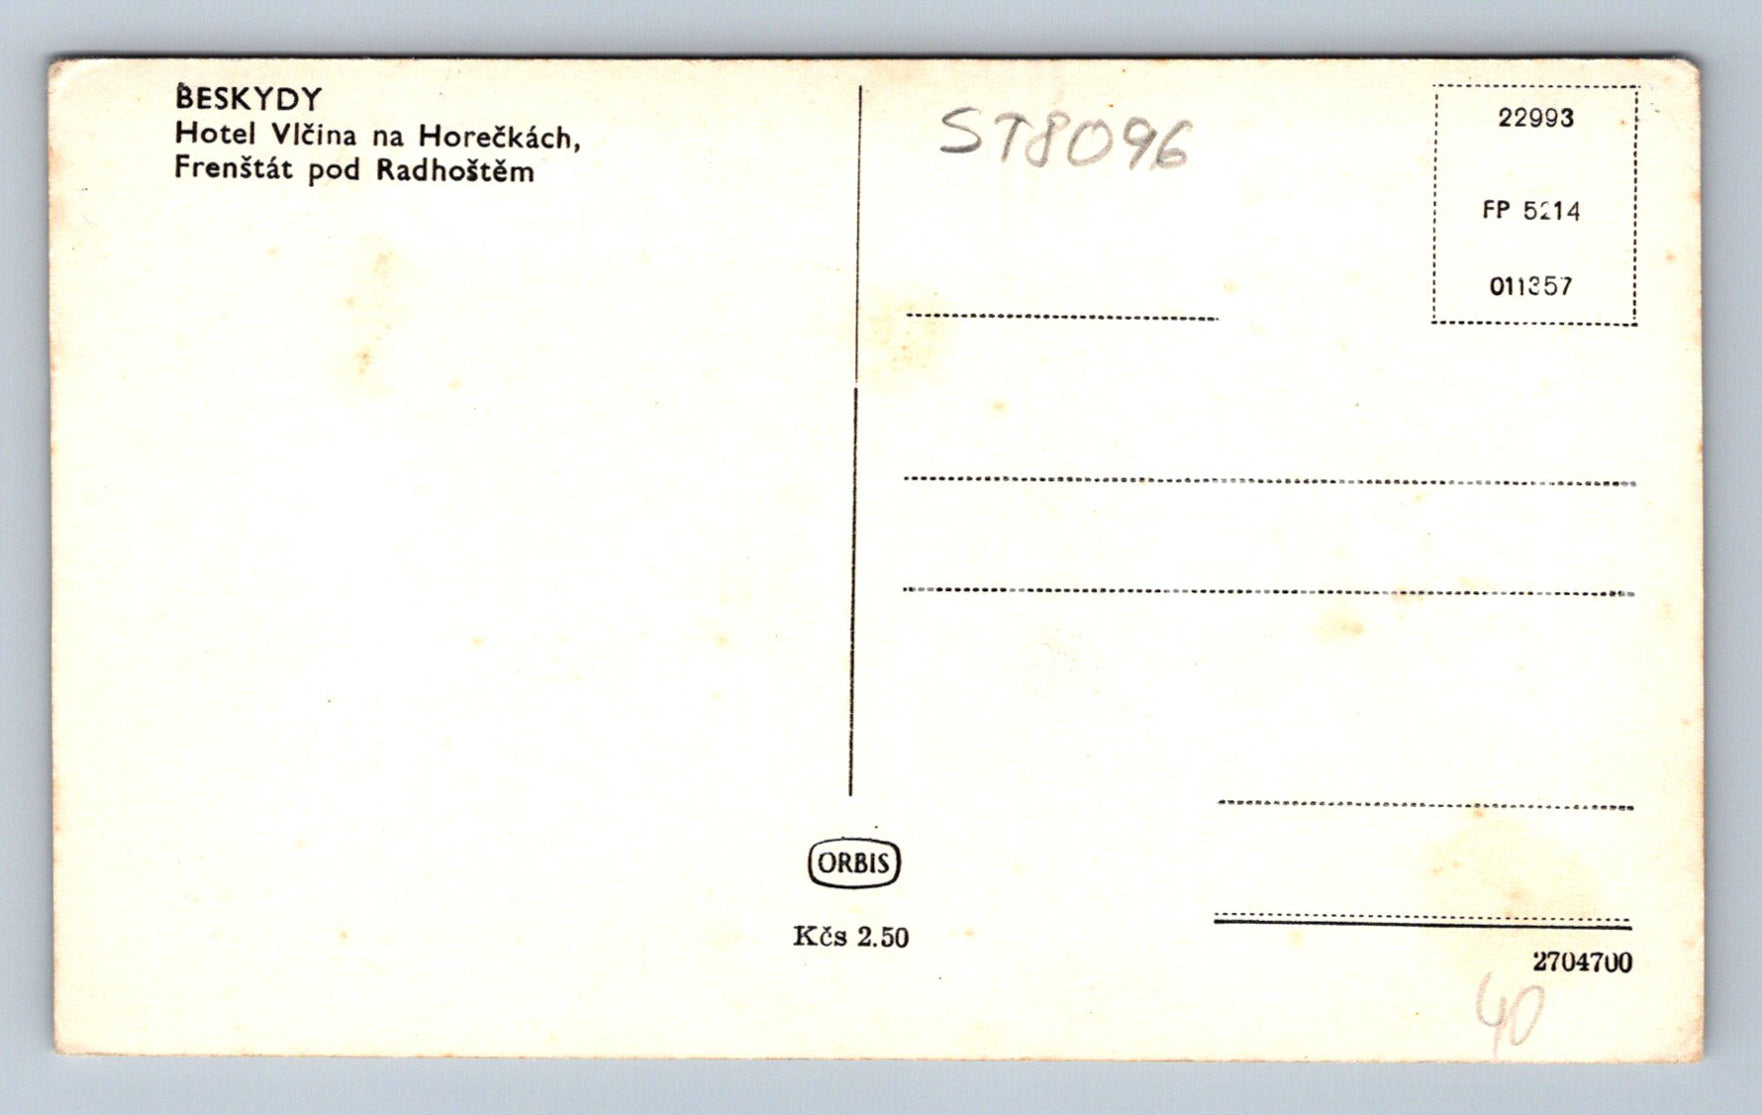 BESKYDY
Hotel Vlčina na Horečkách,
Frenštát pod Radhoštěm
ST8096
22993
FP 5214
011357
ORBIS
Kčs 2.50
2704700
40